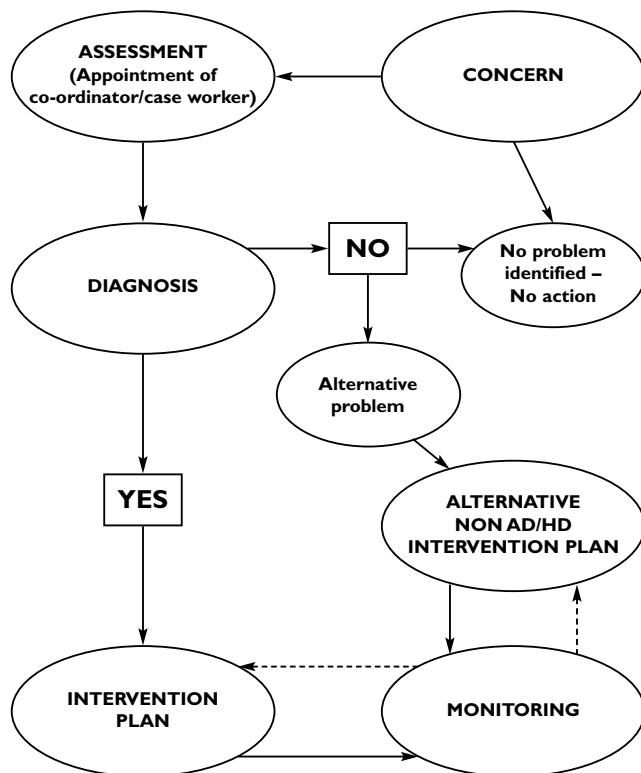 ASSESSMENT
(Appointment of
co-ordinator/case worker)
CONCERN
DIAGNOSIS
NO
No problem
identified –
No action
Alternative
problem
YES
ALTERNATIVE
NON AD/HD
INTERVENTION PLAN
INTERVENTION
PLAN
MONITORING